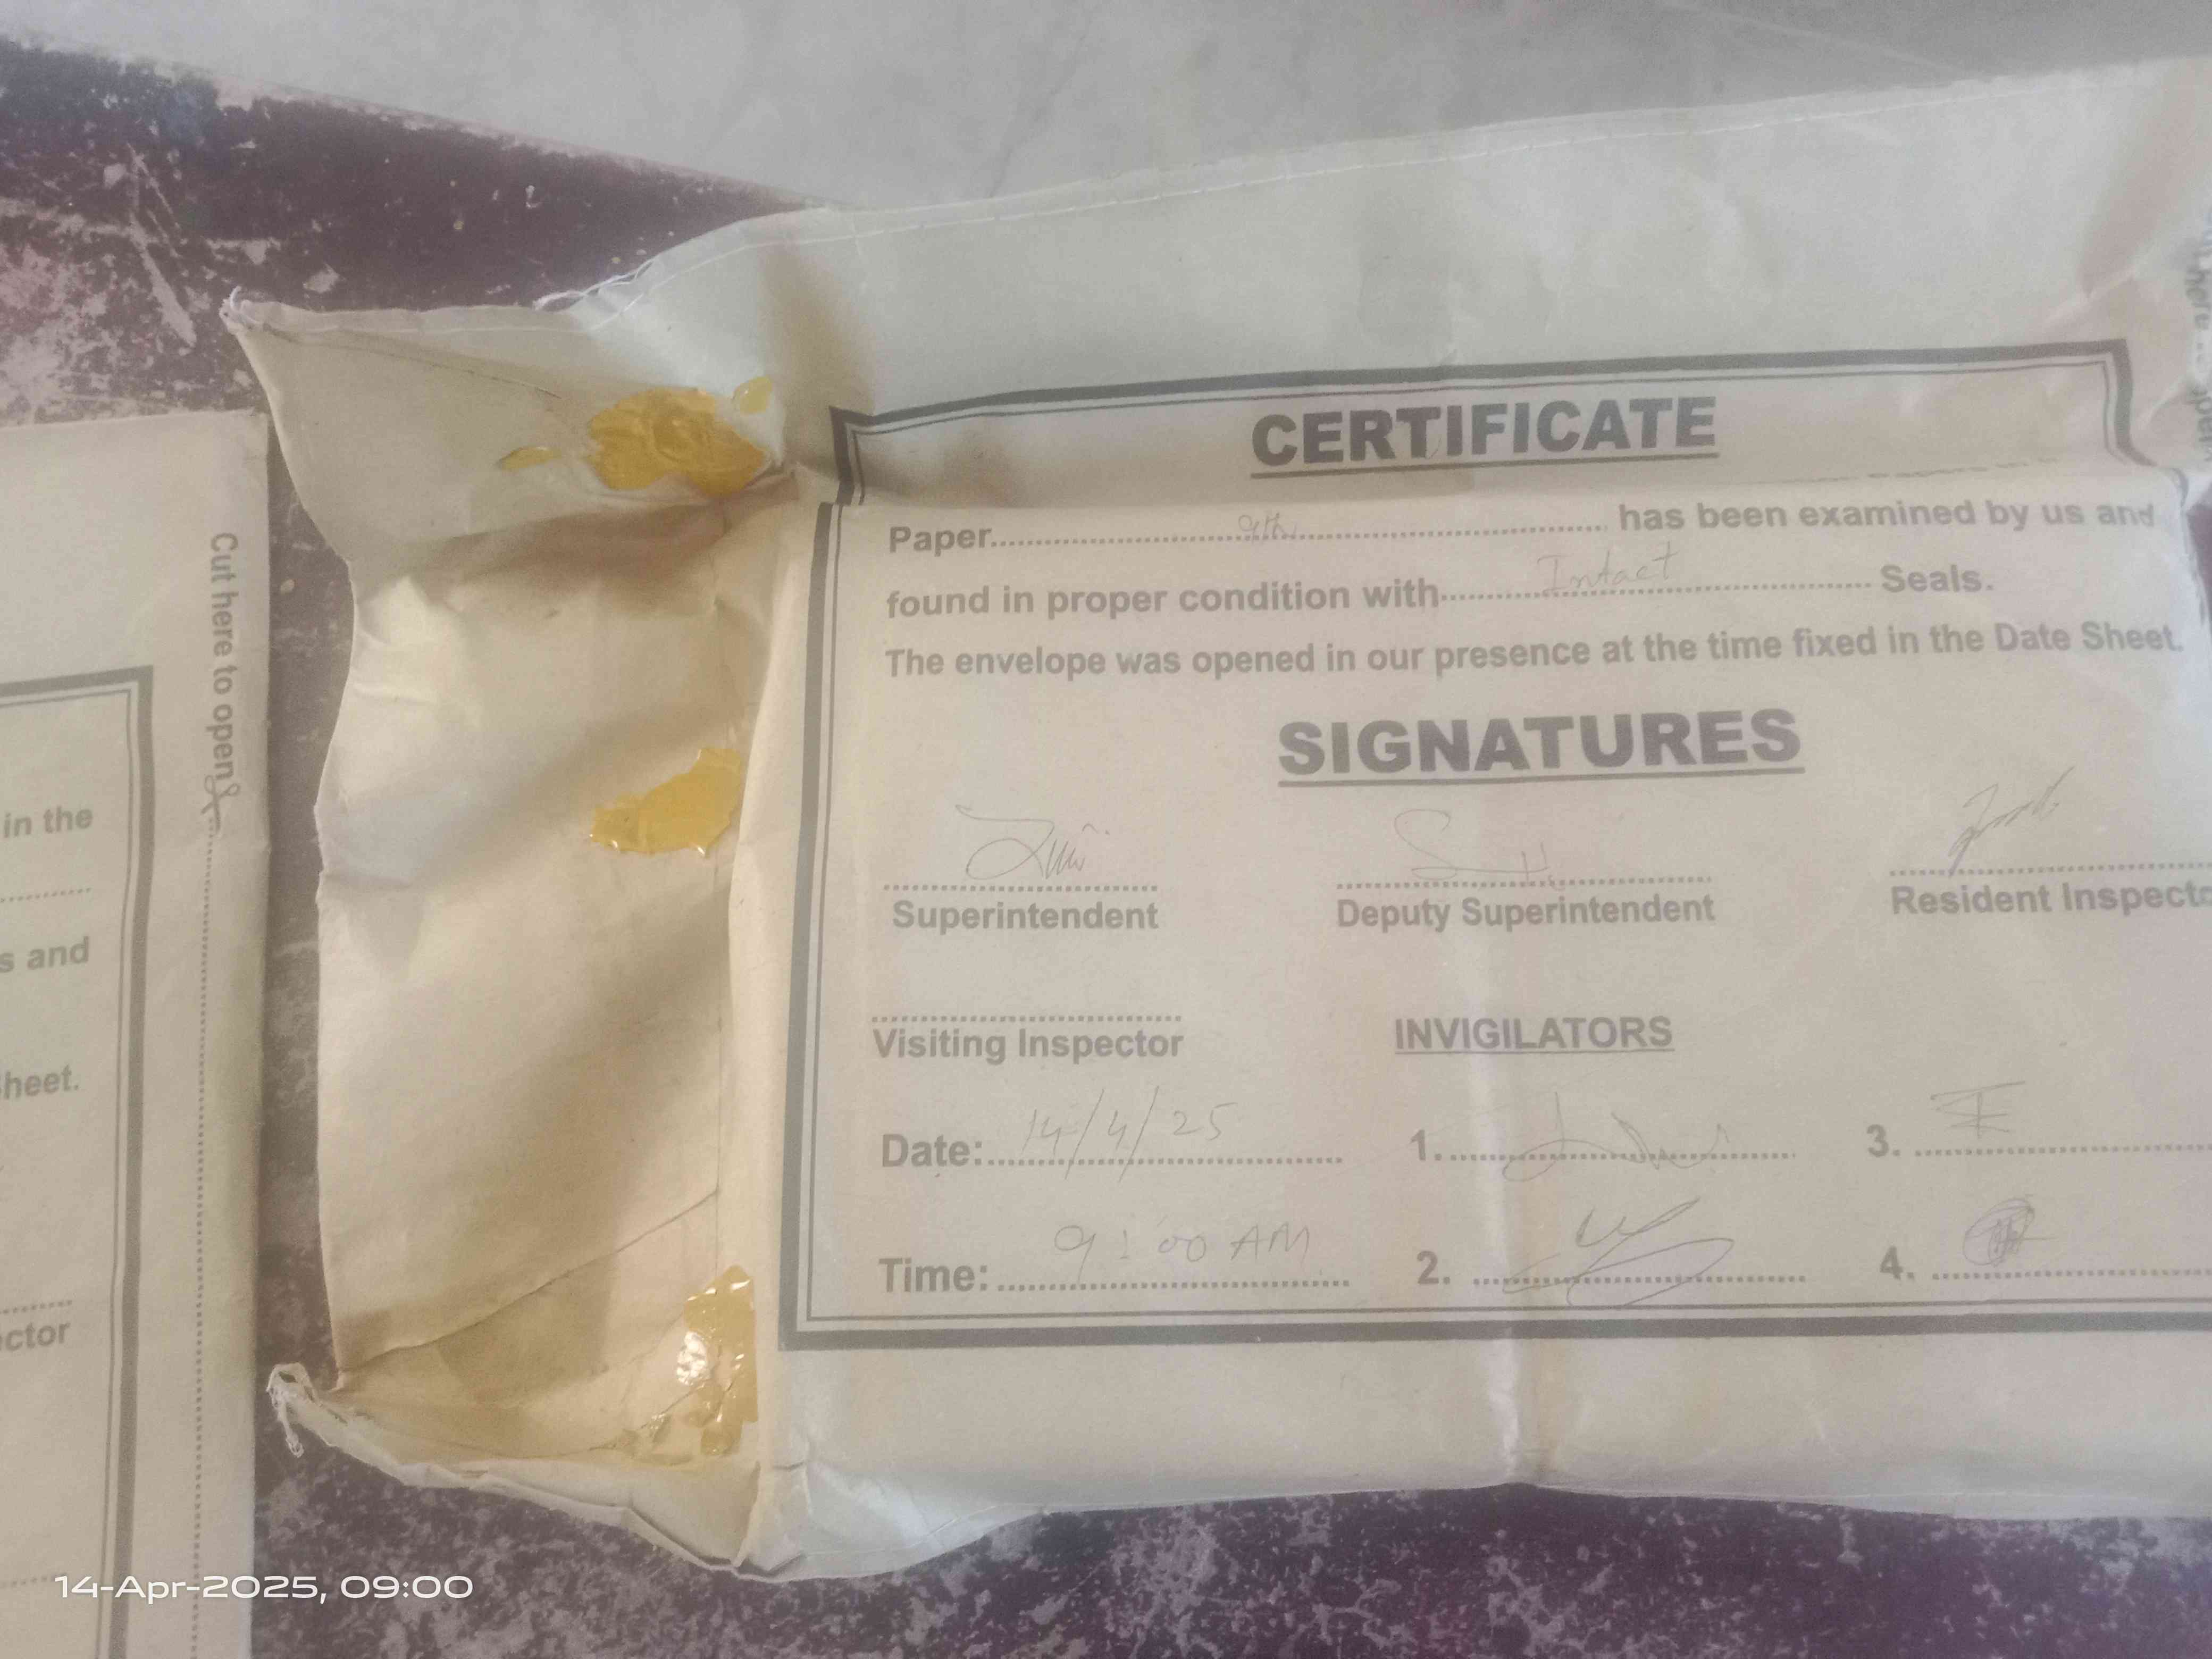 Cut here to open
in the
s and
heet.
ctor
CERTIFICATE
Paper 9th has been examined by us and
found in proper condition with Intact Seals.
The envelope was opened in our presence at the time fixed in the Date Sheet.
SIGNATURES
Superintendent Deputy Superintendent Resident Inspecto
Visiting Inspector INVIGILATORS
Date: 14/4/25 1. 3.
Time: 9:00 AM 2. 4.
14-Apr-2025, 09:00